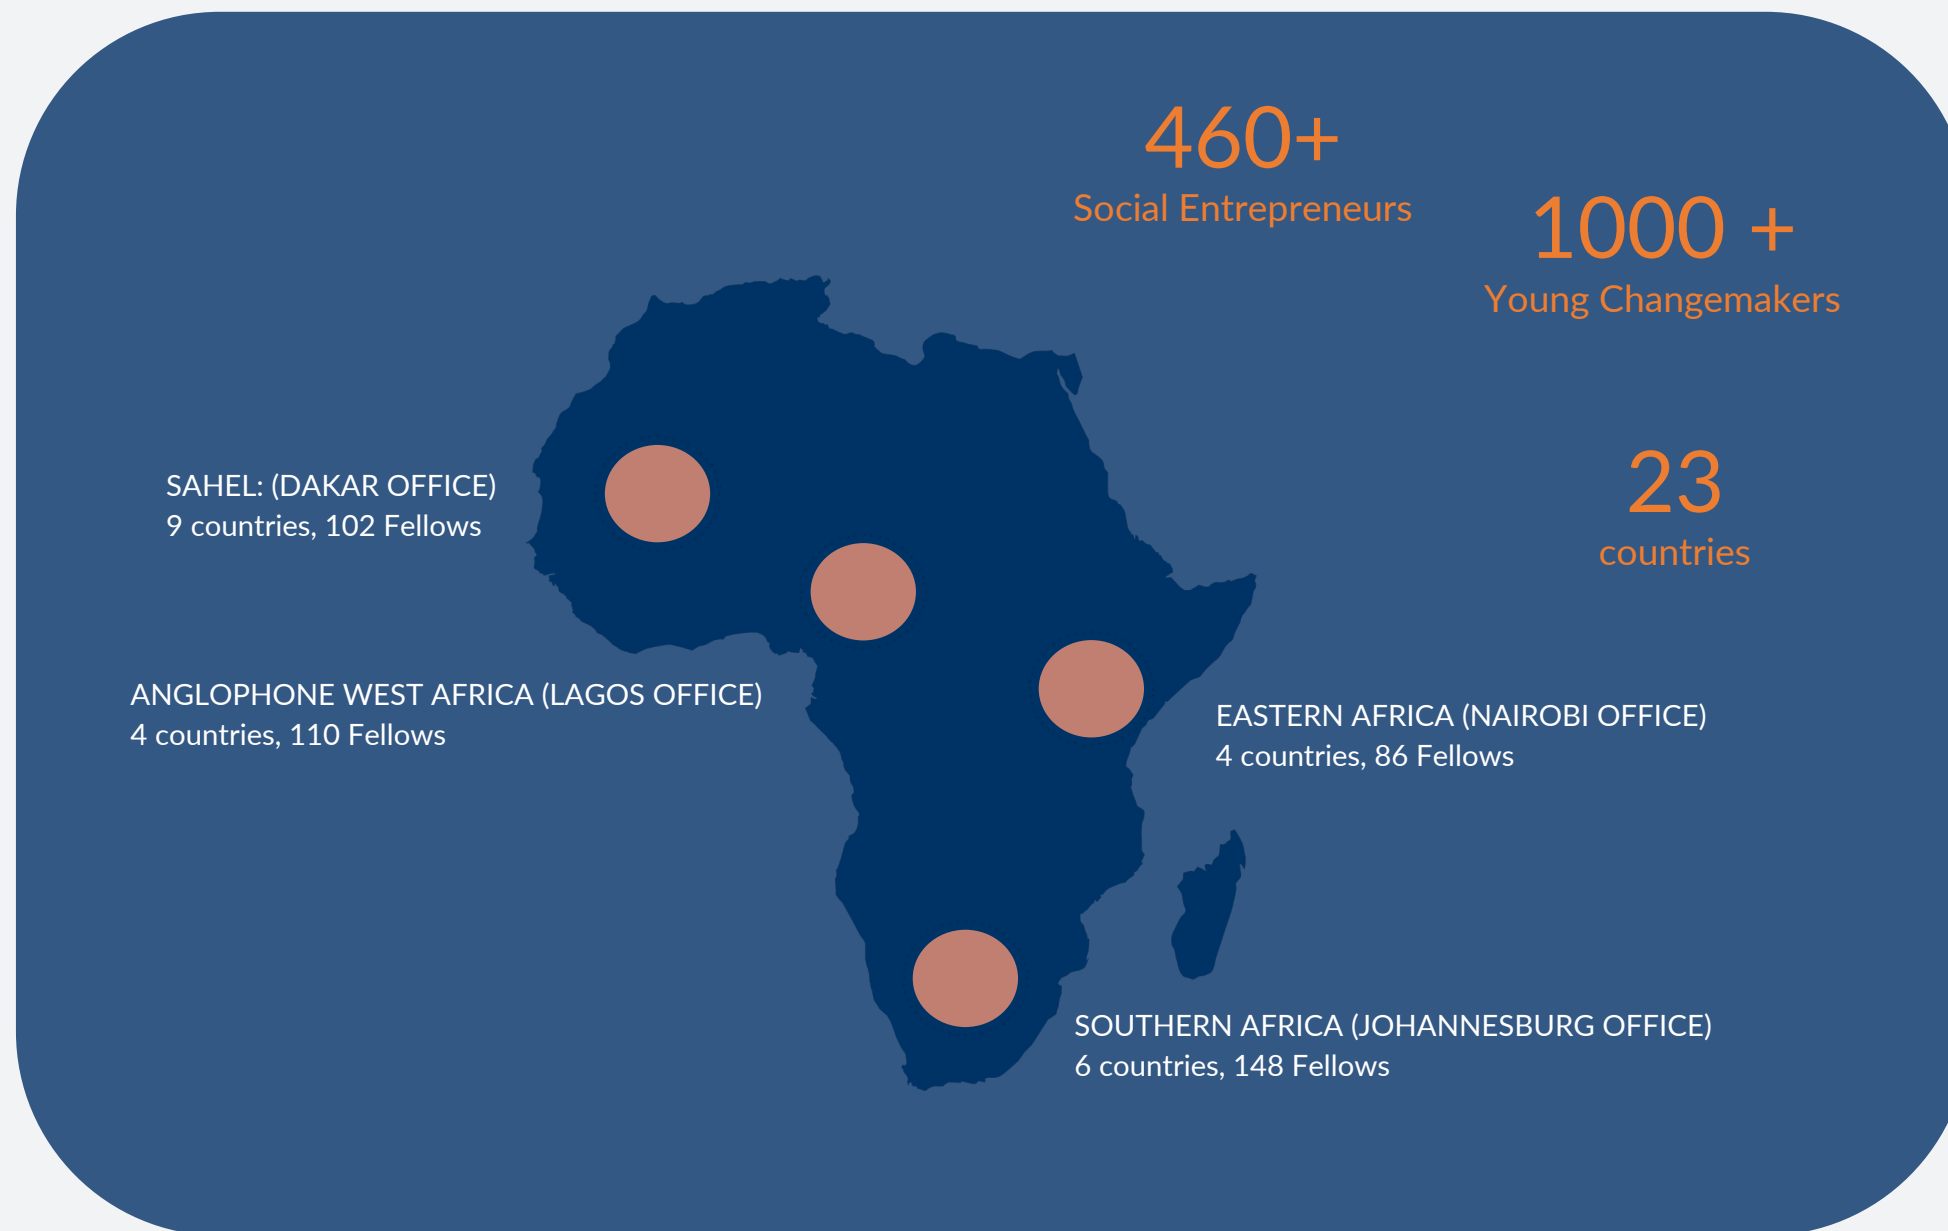 460+
Social Entrepreneurs
1000 +
Young Changemakers
23
countries
SAHEL: (DAKAR OFFICE)
9 countries, 102 Fellows
ANGLOPHONE WEST AFRICA (LAGOS OFFICE)
4 countries, 110 Fellows
EASTERN AFRICA (NAIROBI OFFICE)
4 countries, 86 Fellows
SOUTHERN AFRICA (JOHANNESBURG OFFICE)
6 countries, 148 Fellows